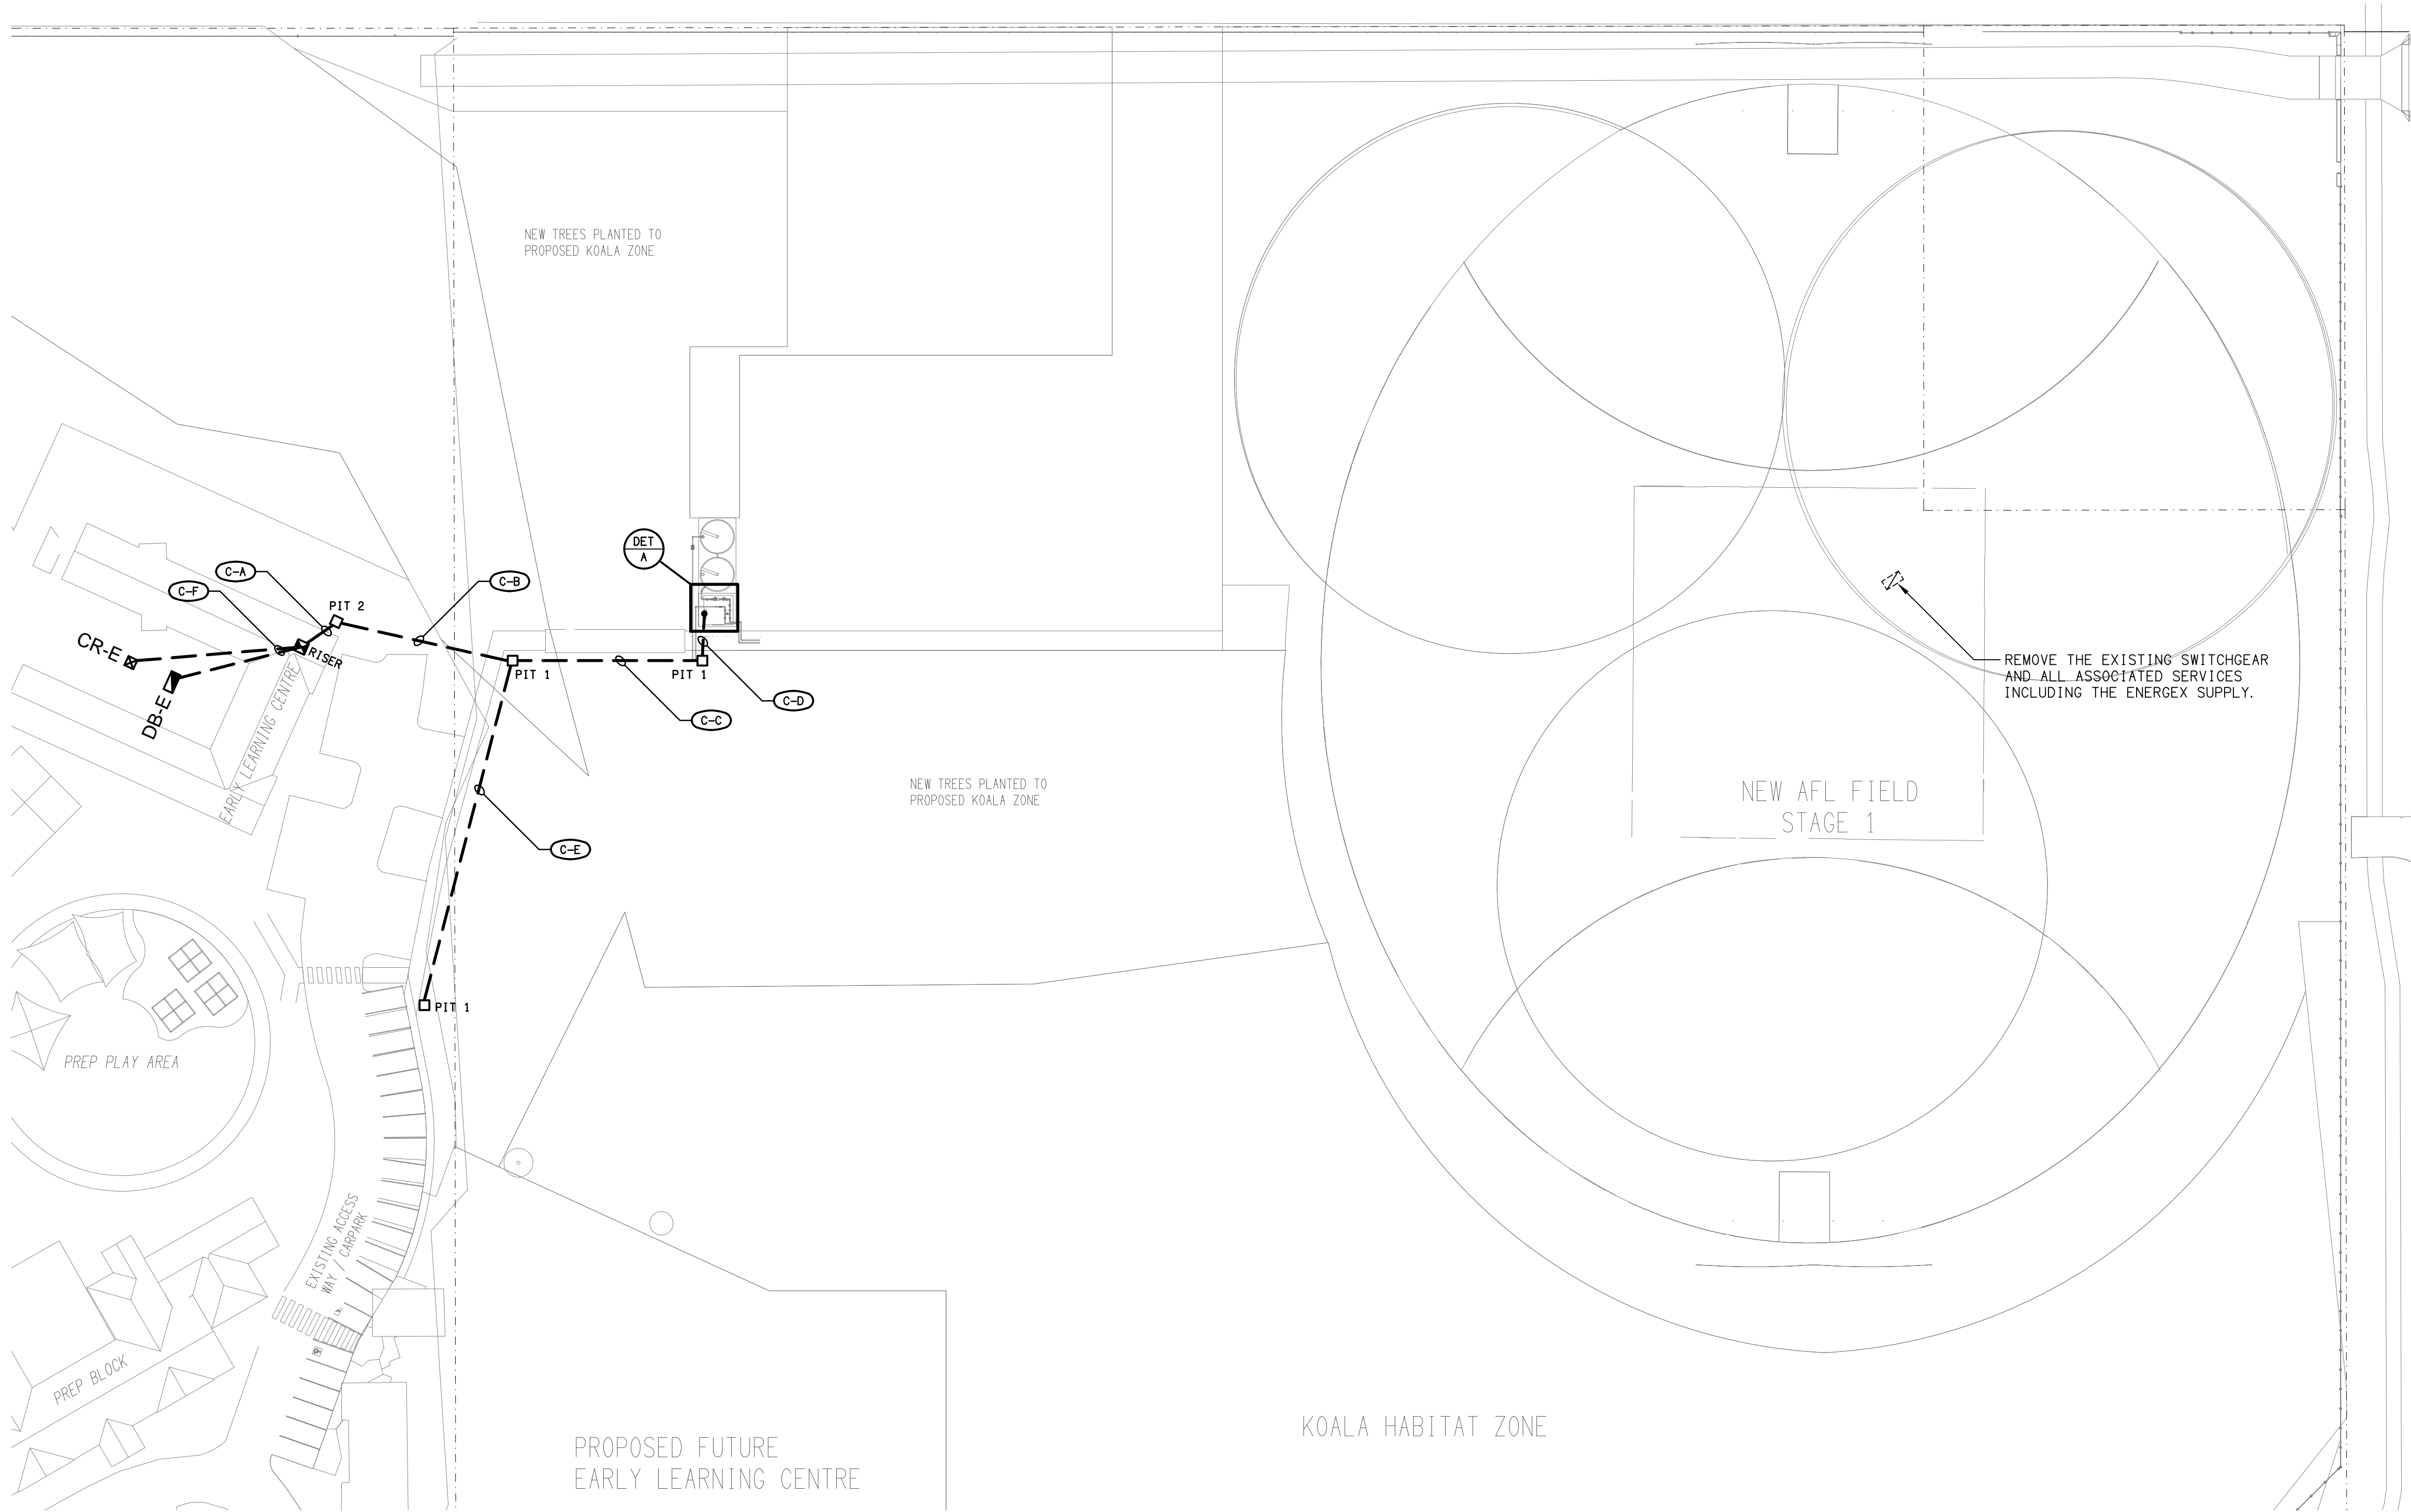 NEW TREES PLANTED TO
PROPOSED KOALA ZONE
DET
A
C-A
C-F
C-B
PIT 2
CR-E
RISER
DB-E
EARLY LEARNING CENTRE
PIT 1
PIT 1
C-D
C-C
C-E
REMOVE THE EXISTING SWITCHGEAR
AND ALL ASSOCIATED SERVICES
INCLUDING THE ENERGEX SUPPLY.
NEW TREES PLANTED TO
PROPOSED KOALA ZONE
NEW AFL FIELD
STAGE 1
PIT 1
PREP PLAY AREA
EXISTING ACCESS
WAY / CARPARK
PREP BLOCK
KOALA HABITAT ZONE
PROPOSED FUTURE
EARLY LEARNING CENTRE